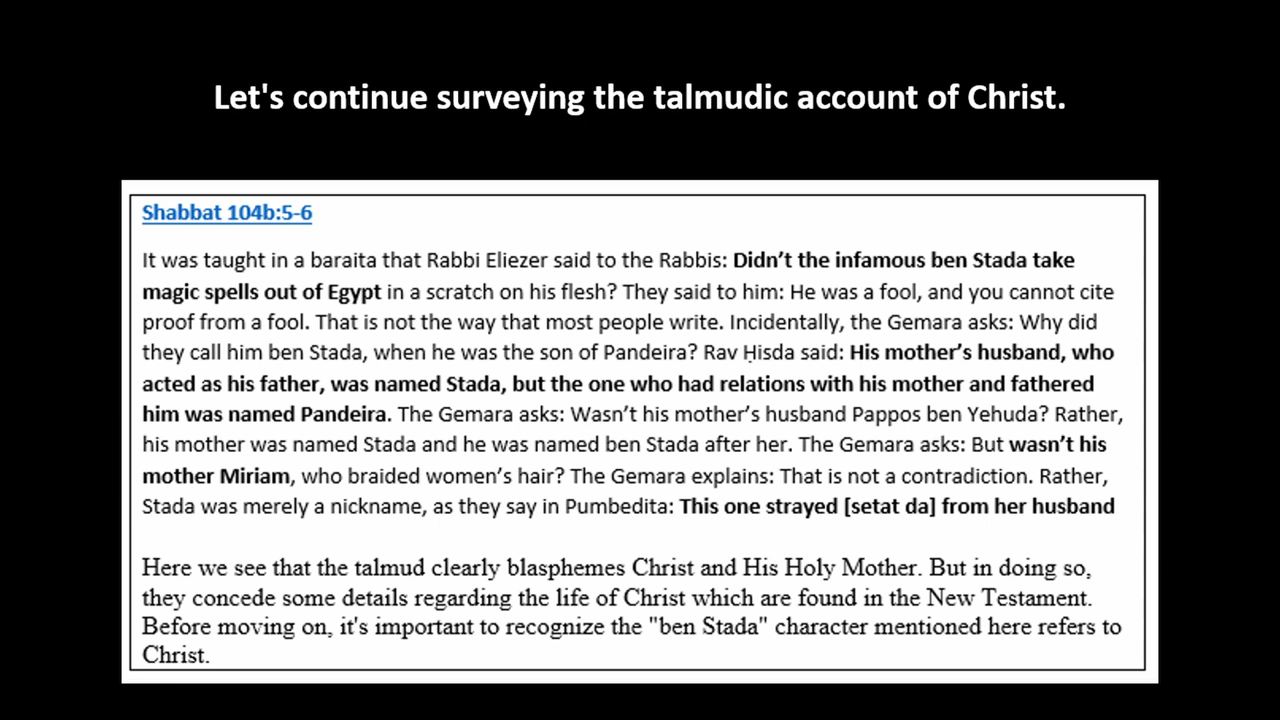 Let's continue surveying the talmudic account of Christ.
Shabbat 104b:5-6
It was taught in a baraita that Rabbi Eliezer said to the Rabbis: Didn’t the infamous ben Stada take
magic spells out of Egypt in a scratch on his flesh? They said to him: He was a fool, and you cannot cite
proof from a fool. That is not the way that most people write. Incidentally, the Gemara asks: Why did
they call him ben Stada, when he was the son of Pandeira? Rav Ḥisda said: His mother’s husband, who
acted as his father, was named Stada, but the one who had relations with his mother and fathered
him was named Pandeira. The Gemara asks: Wasn’t his mother’s husband Pappos ben Yehuda? Rather,
his mother was named Stada and he was named ben Stada after her. The Gemara asks: But wasn’t his
mother Miriam, who braided women’s hair? The Gemara explains: That is not a contradiction. Rather,
Stada was merely a nickname, as they say in Pumbedita: This one strayed [setat da] from her husband
Here we see that the talmud clearly blasphemes Christ and His Holy Mother. But in doing so,
they concede some details regarding the life of Christ which are found in the New Testament.
Before moving on, it's important to recognize the "ben Stada" character mentioned here refers to
Christ.